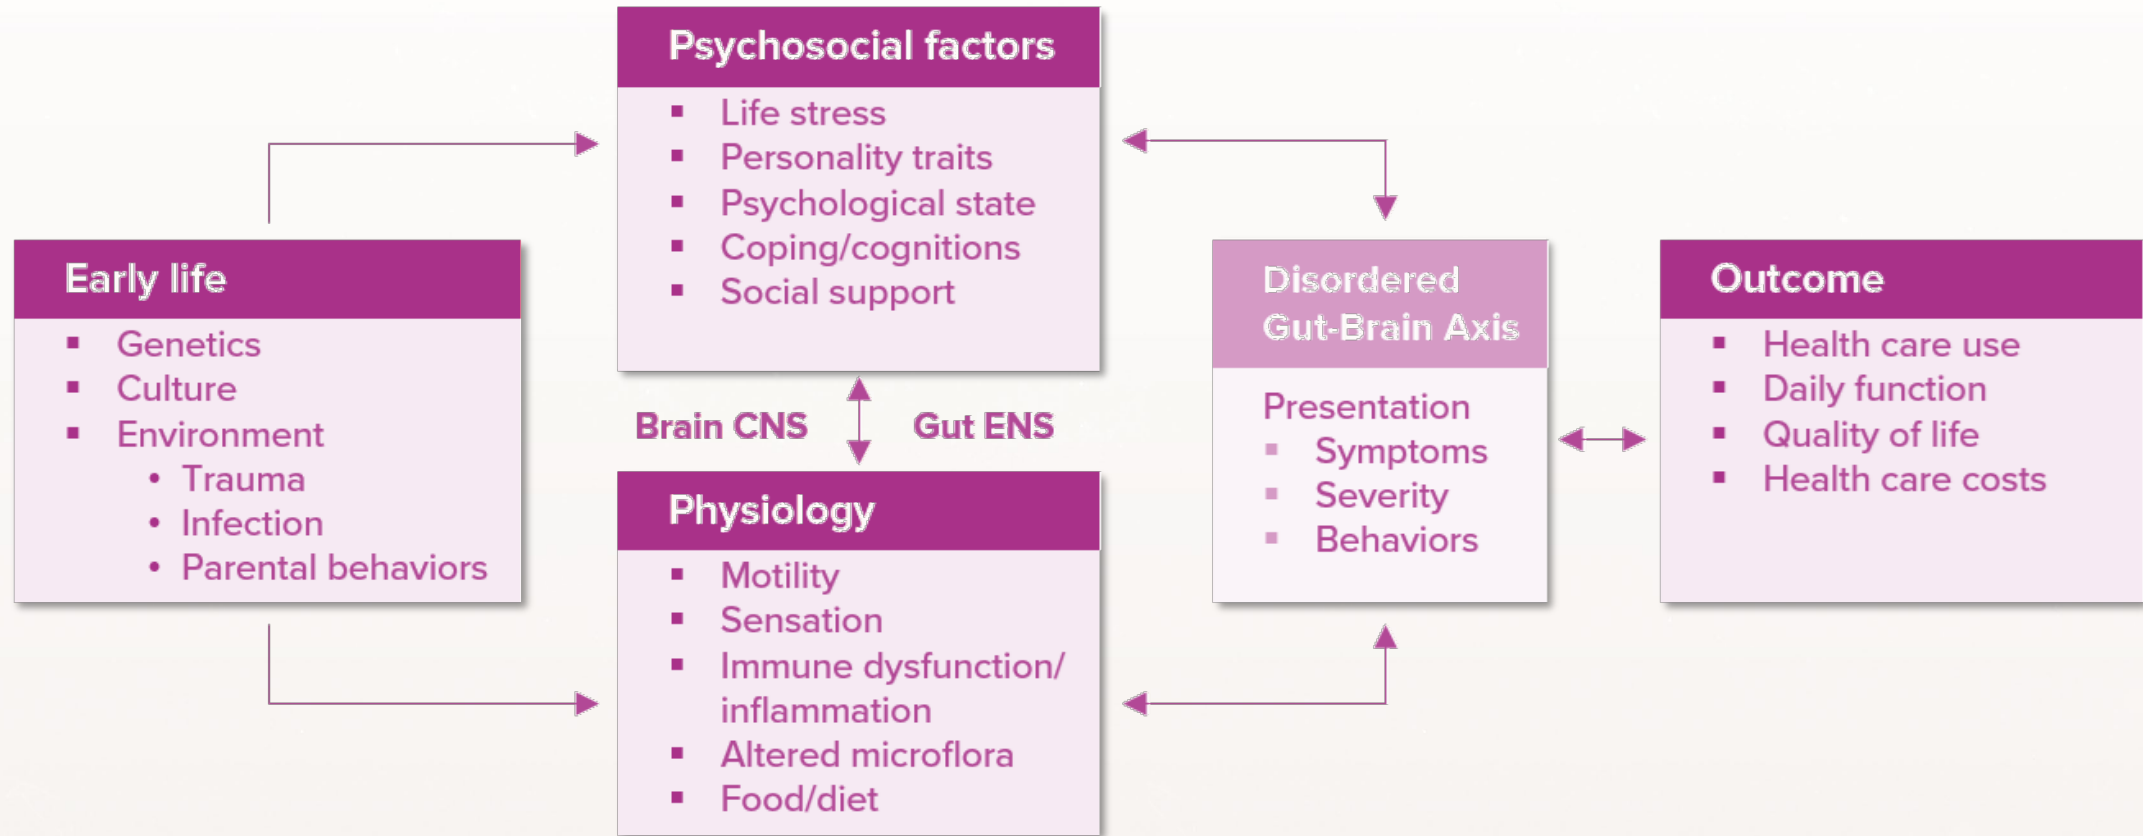 Early life
Genetics
Culture
Environment
Trauma
Infection
Parental behaviors
Psychosocial factors
Life stress
Personality traits
Psychological state
Coping/cognitions
Social support
Brain CNS
Gut ENS
Physiology
Motility
Sensation
Immune dysfunction/
inflammation
Altered microflora
Food/diet
Disordered
Gut-Brain Axis
Presentation
Symptoms
Severity
Behaviors
Outcome
Health care use
Daily function
Quality of life
Health care costs